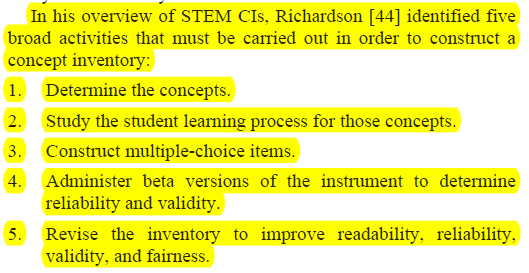 In his overview of STEM CIs, Richardson [44] identified five
broad activities that must be carried out in order to construct a
concept inventory:
1. Determine the concepts.
2. Study the student learning process for those concepts.
3. Construct multiple-choice items.
4. Administer beta versions of the instrument to determine
reliability and validity.
5. Revise the inventory to improve readability, reliability,
validity, and fairness.